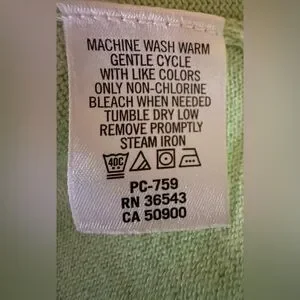 MACHINE WASH WARM
GENTLE CYCLE
WITH LIKE COLORS
ONLY NON-CHLORINE
BLEACH WHEN NEEDED
TUMBLE DRY LOW
REMOVE PROMPTLY
STEAM IRON
40C
PC-759
RN 36543
CA 50900